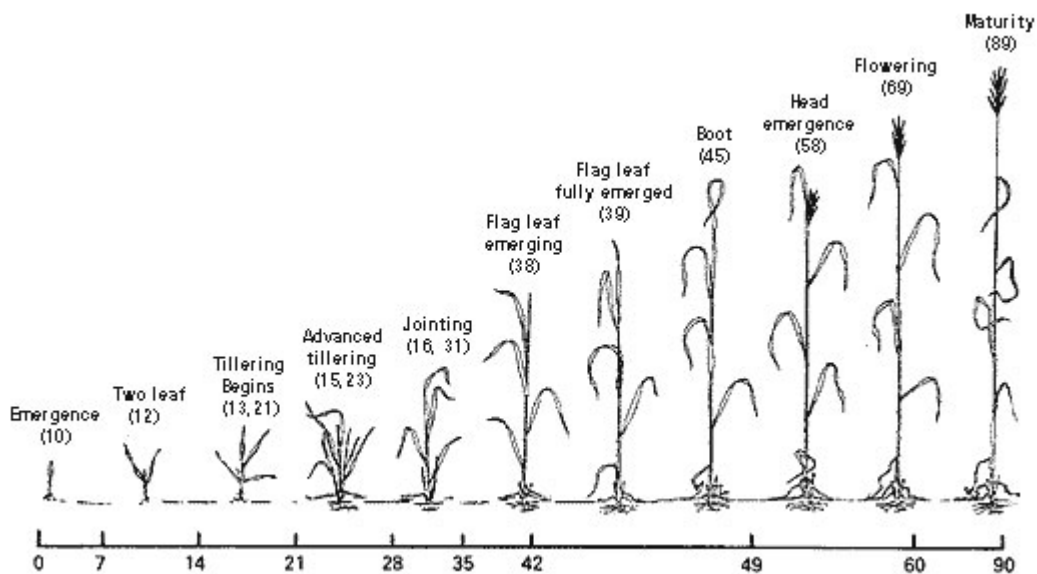 Emergence
(10)
Two leaf
(12)
Tillering
Begins
(13, 21)
Advanced
tillering
(15, 23)
Jointing
(16, 31)
Flag leaf
emerging
(38)
Flag leaf
fully emerged
(39)
Boot
(45)
Head
emergence
(58)
Flowering
(69)
Maturity
(89)
0 7 14 21 28 35 42 49 60 90